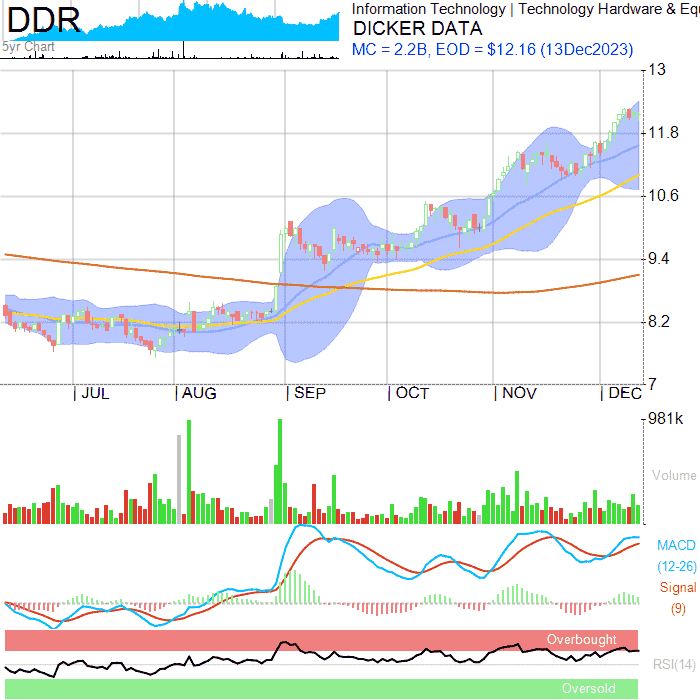 DDR
5yr Chart
Information Technology | Technology Hardware & Equ
DICKER DATA
MC = 2.2B, EOD = $12.16 (13Dec2023)
13
11.8
10.6
9.4
8.2
7
| JUL | AUG | SEP | OCT | NOV | DEC
981k
Volume
MACD
(12-26)
Signal
(9)
Overbought
RSI(14)
Oversold